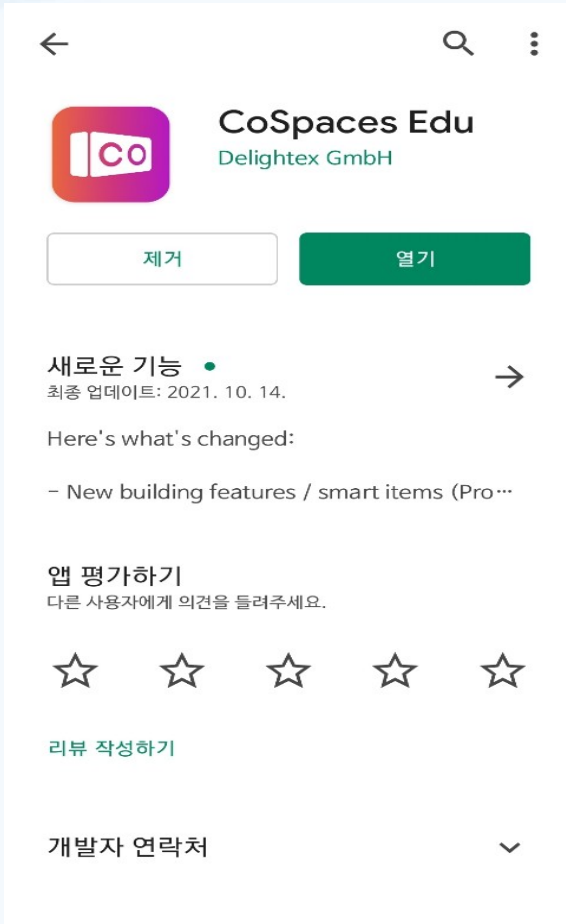 CoSpaces Edu
CO
Delightex GmbH
제거
열기
새로운 기능
최종 업데이트: 2021. 10. 14.
Here's what's changed:
- New building features / smart items (Pro…
앱 평가하기
다른 사용자에게 의견을 들려주세요.
리뷰 작성하기
개발자 연락처